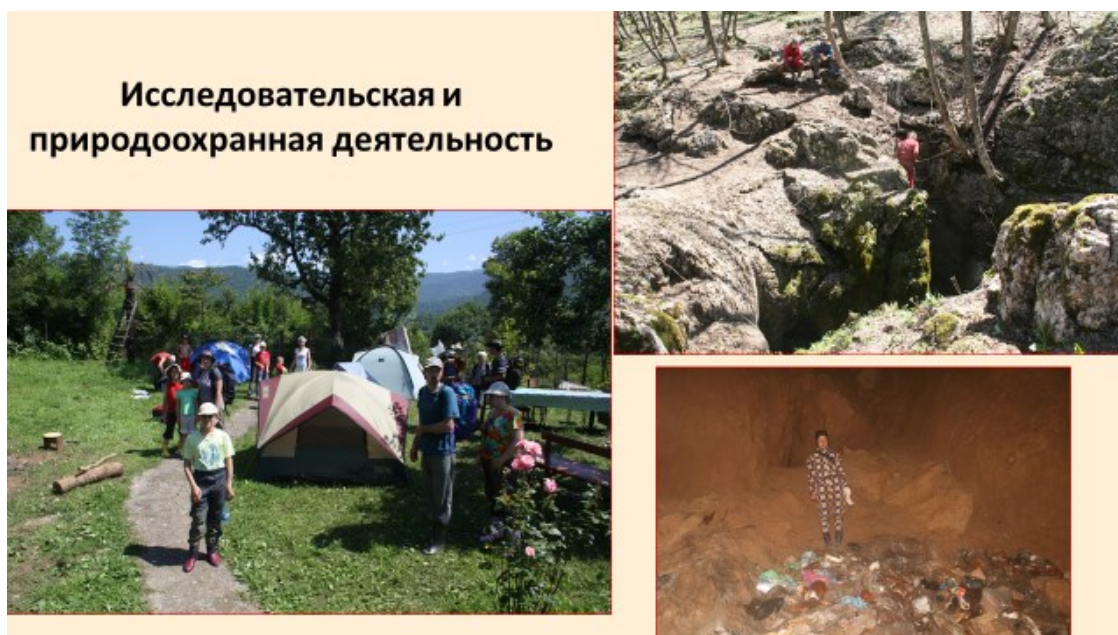 Исследовательская и
природоохранная деятельность